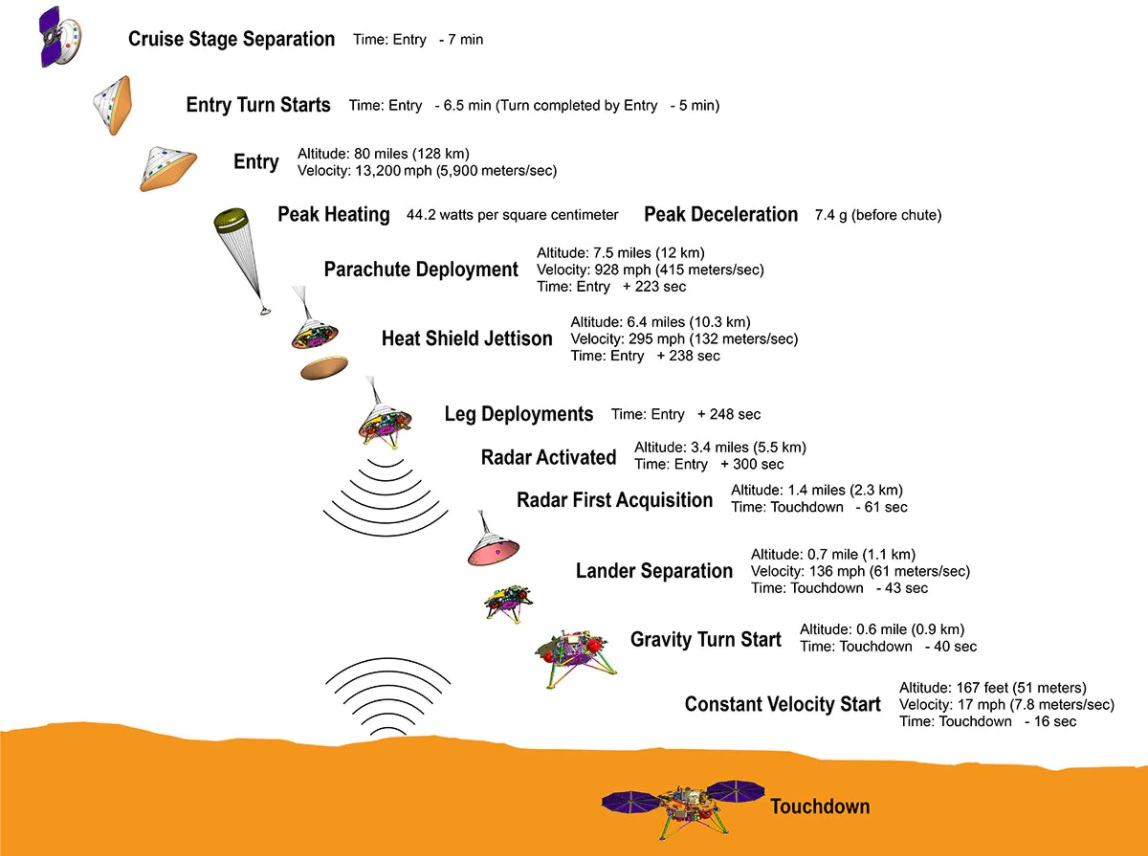 Cruise Stage Separation Time: Entry - 7 min
Entry Turn Starts Time: Entry - 6.5 min (Turn completed by Entry - 5 min)
Entry
Altitude: 80 miles (128 km)
Velocity: 13,200 mph (5,900 meters/sec)
Peak Heating 44.2 watts per square centimeter Peak Deceleration 7.4 g (before chute)
Parachute Deployment
Altitude: 7.5 miles (12 km)
Velocity: 928 mph (415 meters/sec)
Time: Entry + 223 sec
Heat Shield Jettison
Altitude: 6.4 miles (10.3 km)
Velocity: 295 mph (132 meters/sec)
Time: Entry + 238 sec
Leg Deployments Time: Entry + 248 sec
Radar Activated
Altitude: 3.4 miles (5.5 km)
Time: Entry + 300 sec
Radar First Acquisition
Altitude: 1.4 miles (2.3 km)
Time: Touchdown - 61 sec
Lander Separation
Altitude: 0.7 mile (1.1 km)
Velocity: 136 mph (61 meters/sec)
Time: Touchdown - 43 sec
Gravity Turn Start
Altitude: 0.6 mile (0.9 km)
Time: Touchdown - 40 sec
Constant Velocity Start
Altitude: 167 feet (51 meters)
Velocity: 17 mph (7.8 meters/sec)
Time: Touchdown - 16 sec
Touchdown